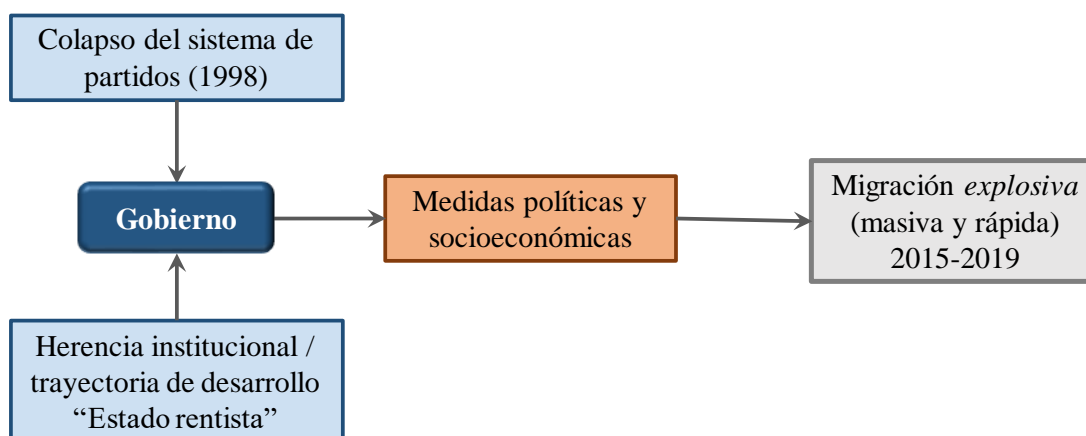 Colapso del sistema de
partidos (1998)
Gobierno
Medidas políticas y
socioeconómicas
Migración explosiva
(masiva y rápida)
2015-2019
Herencia institucional /
trayectoria de desarrollo
“Estado rentista”